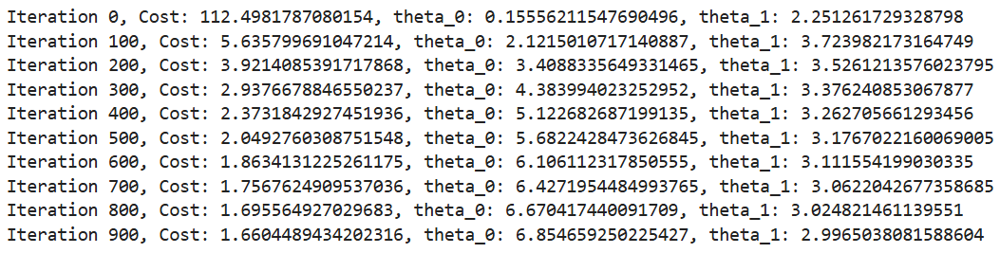 Iteration 0, Cost: 112.4981787080154, theta_0: 0.15556211547690496, theta_1: 2.251261729328798
Iteration 100, Cost: 5.635799691047214, theta_0: 2.1215010717140887, theta_1: 3.723982173164749
Iteration 200, Cost: 3.9214085391717868, theta_0: 3.4088335649331465, theta_1: 3.5261213576023795
Iteration 300, Cost: 2.9376678846550237, theta_0: 4.383994023252952, theta_1: 3.376240853067877
Iteration 400, Cost: 2.3731842927451936, theta_0: 5.122682687199135, theta_1: 3.262705661293456
Iteration 500, Cost: 2.0492760308751548, theta_0: 5.6822428473626845, theta_1: 3.1767022160069005
Iteration 600, Cost: 1.8634131225261175, theta_0: 6.106112317850555, theta_1: 3.111554199030335
Iteration 700, Cost: 1.7567624909537036, theta_0: 6.4271954484993765, theta_1: 3.0622042677358685
Iteration 800, Cost: 1.695564927029683, theta_0: 6.670417440091709, theta_1: 3.024821461139551
Iteration 900, Cost: 1.6604489434202316, theta_0: 6.854659250225427, theta_1: 2.9965038081588604